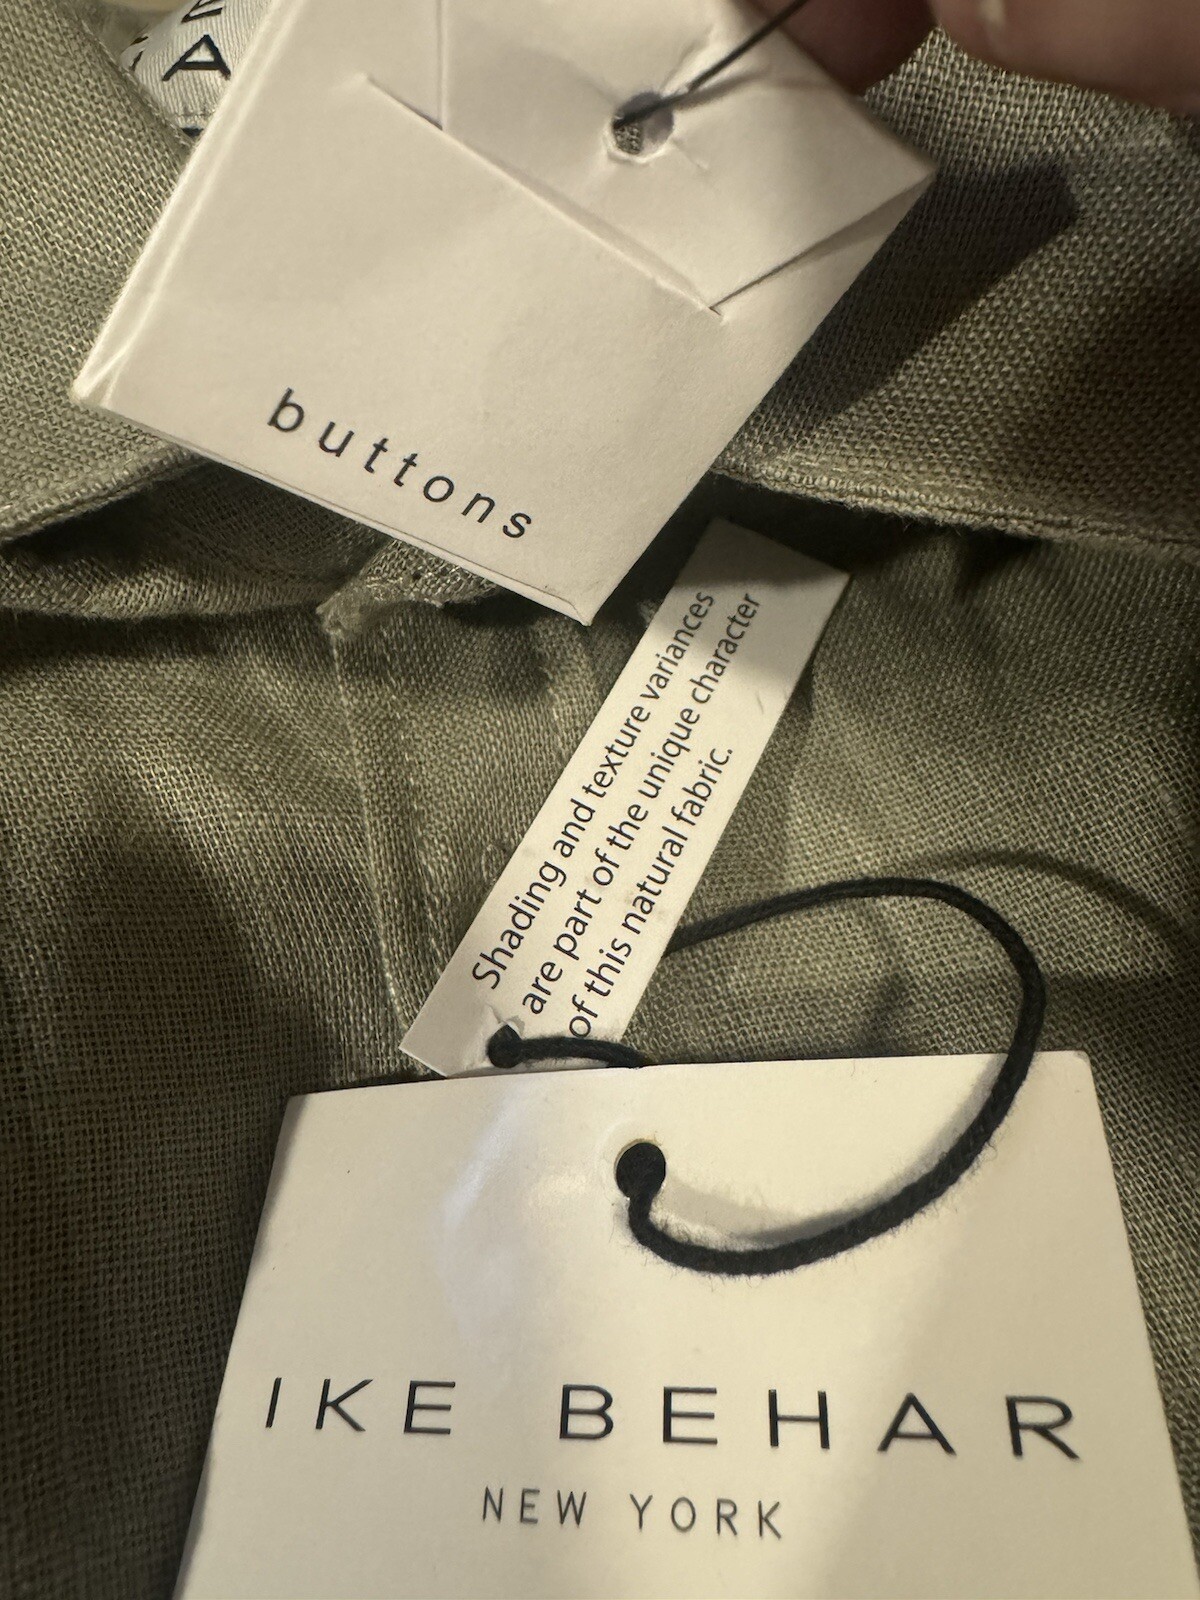 buttons
Shading and texture variances
are part of the unique character
of this natural fabric.
IKE BEHAR
NEW YORK